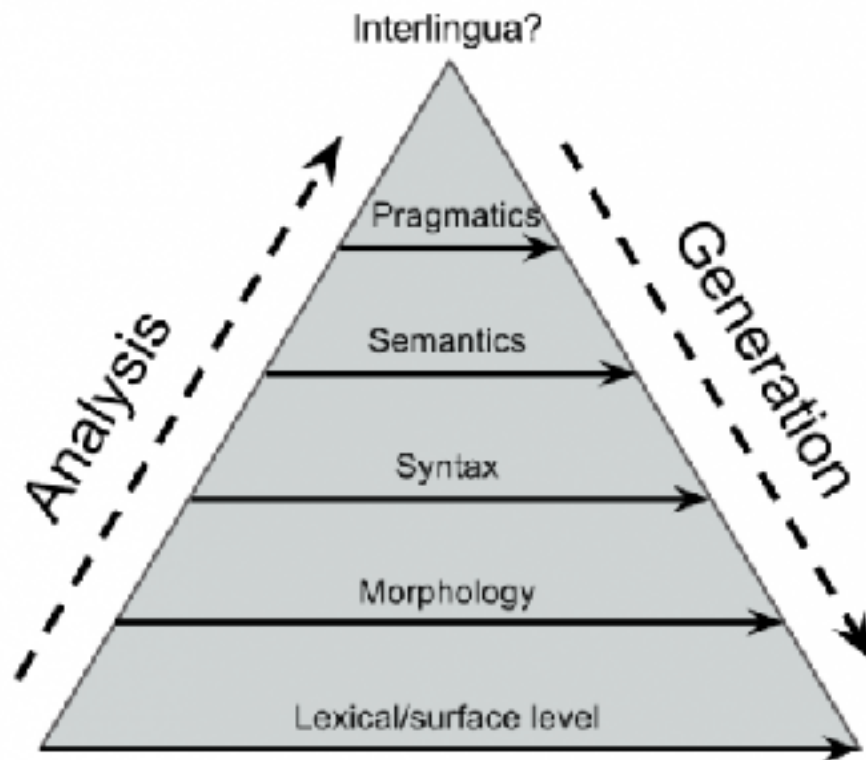 Interlingua?
Pragmatics
Semantics
Syntax
Morphology
Lexical/surface level
Analysis
Generation